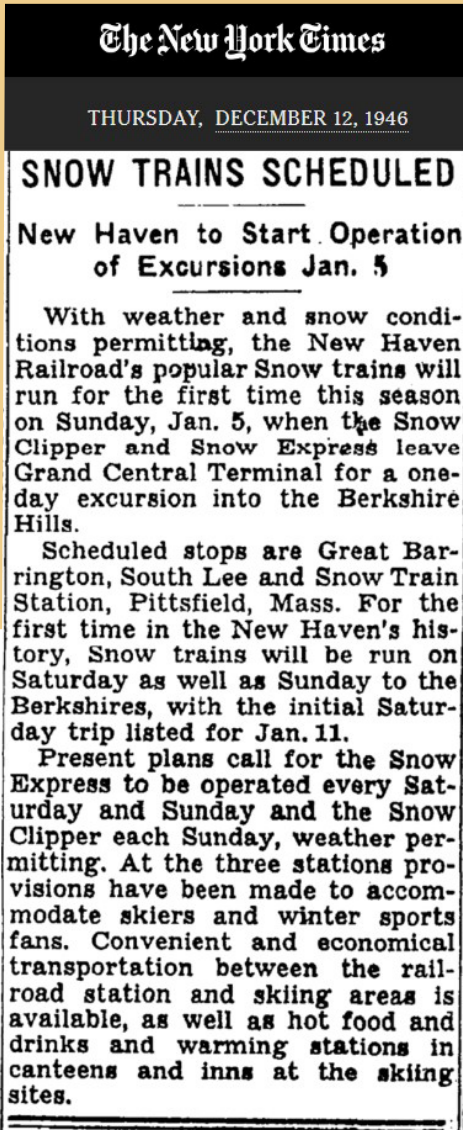 The New York Times
THURSDAY, DECEMBER 12, 1946
SNOW TRAINS SCHEDULED
New Haven to Start Operation
of Excursions Jan. 5
With weather and snow condi-
tions permitting, the New Haven
Railroad's popular Snow trains will
run for the first time this season
on Sunday, Jan. 5, when the Snow
Clipper and Snow Express leave
Grand Central Terminal for a one-
day excursion into the Berkshire
Hills.
Scheduled stops are Great Bar-
rington, South Lee and Snow Train
Station, Pittsfield, Mass. For the
first time in the New Haven's his-
tory, Snow trains will be run on
Saturday as well as Sunday to the
Berkshires, with the initial Satur-
day trip listed for Jan. 11.
Present plans call for the Snow
Express to be operated every Sat-
urday and Sunday and the Snow
Clipper each Sunday, weather per-
mitting. At the three stations pro-
visions have been made to accom-
modate skiers and winter sports
fans. Convenient and economical
transportation between the rail-
road station and skiing areas is
available, as well as hot food and
drinks and warming stations in
canteens and inns at the skiing
sites.